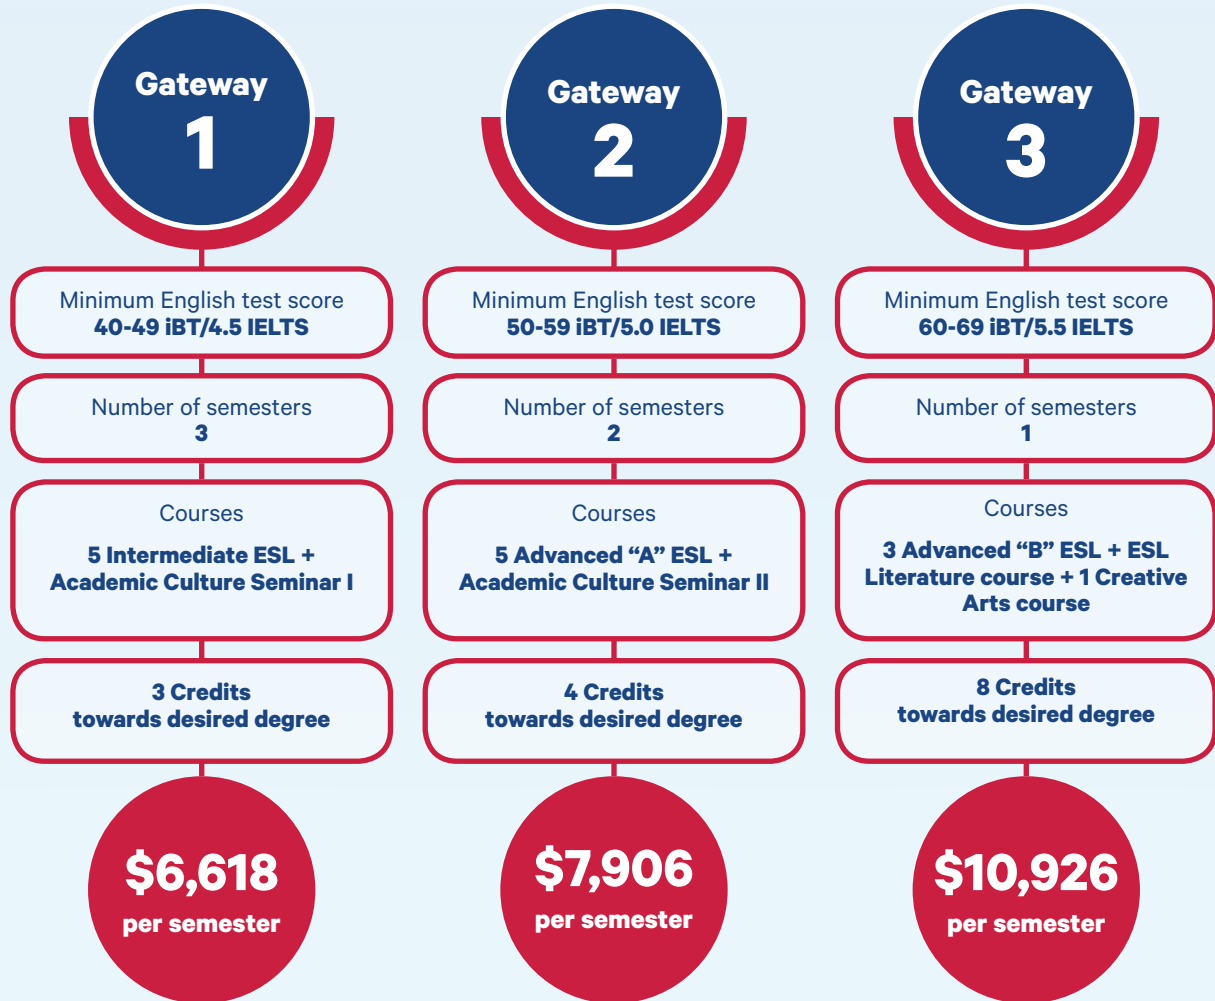 Gateway
1
Minimum English test score
40-49 iBT/4.5 IELTS
Number of semesters
3
Courses
5 Intermediate ESL +
Academic Culture Seminar I
3 Credits
towards desired degree
$6,618
per semester
Gateway
2
Minimum English test score
50-59 iBT/5.0 IELTS
Number of semesters
2
Courses
5 Advanced “A” ESL +
Academic Culture Seminar II
4 Credits
towards desired degree
$7,906
per semester
Gateway
3
Minimum English test score
60-69 iBT/5.5 IELTS
Number of semesters
1
Courses
3 Advanced “B” ESL + ESL
Literature course + 1 Creative
Arts course
8 Credits
towards desired degree
$10,926
per semester